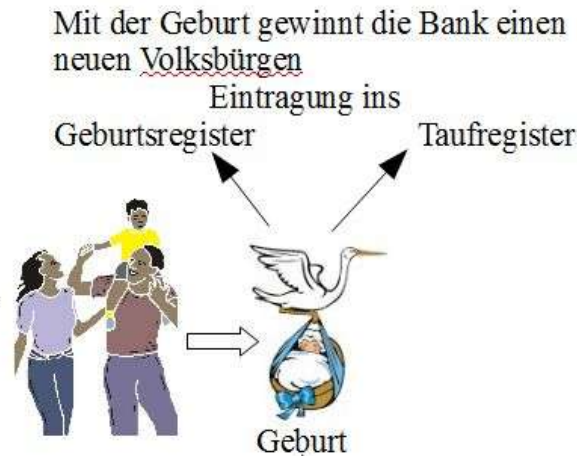 Mit der Geburt gewinnt die Bank einen
neuen Volksbürgen
Eintragung ins
Geburtsregister Taufregister
Geburt